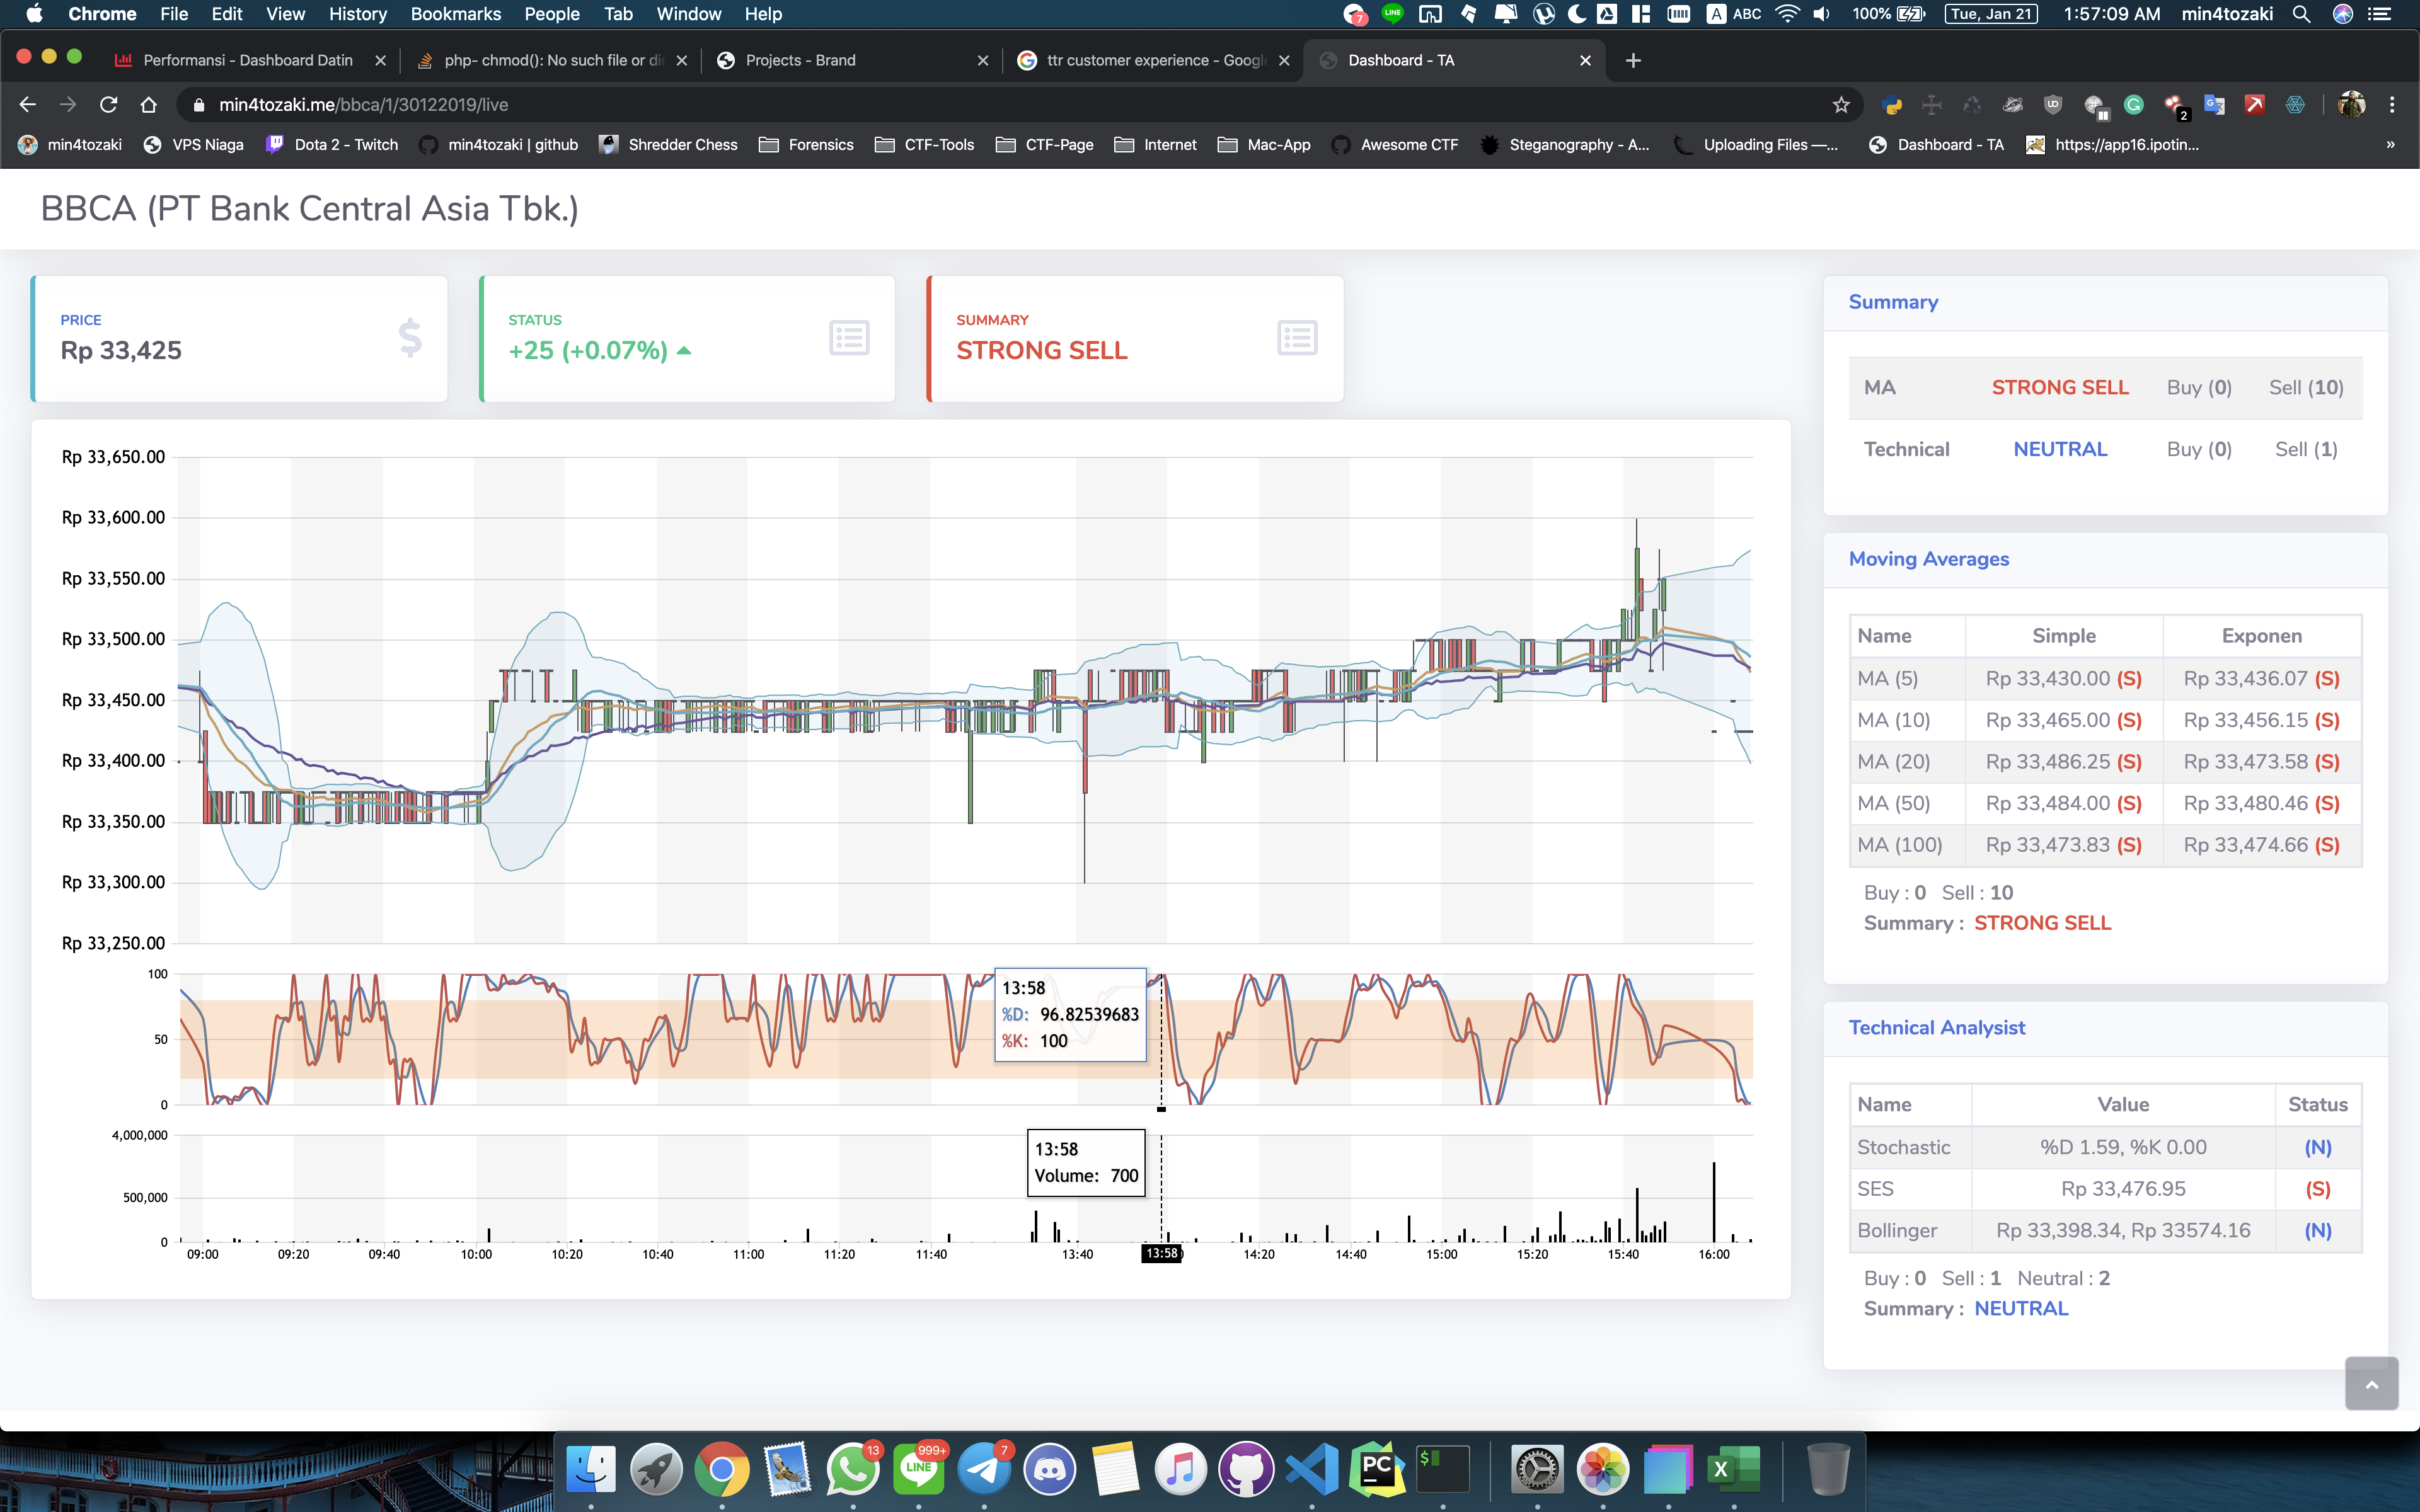 Chrome File Edit View History Bookmarks People Tab Window Help
7 LINE A ABC 100% Tue, Jan 21 1:57:09 AM min4tozaki
Performansi - Dashboard Datin
php- chmod(): No such file or dir
Projects - Brand
ttr customer experience - Google
Dashboard - TA
min4tozaki.me/bbca/1/30122019/live
2
min4tozaki VPS Niaga Dota 2 - Twitch min4tozaki | github Shredder Chess Forensics CTF-Tools CTF-Page Internet Mac-App Awesome CTF Steganography - A... Uploading Files —... Dashboard - TA https://app16.ipotin... »
BBCA (PT Bank Central Asia Tbk.)
PRICE
Rp 33,425
$
STATUS
+25 (+0.07%)
SUMMARY
STRONG SELL
Rp 33,650.00
Rp 33,600.00
Rp 33,550.00
Rp 33,500.00
Rp 33,450.00
Rp 33,400.00
Rp 33,350.00
Rp 33,300.00
Rp 33,250.00
100
50
0
13:58
%D: 96.82539683
%K: 100
4,000,000
500,000
0
13:58
Volume: 700
09:00 09:20 09:40 10:00 10:20 10:40 11:00 11:20 11:40 13:40 13:58 14:20 14:40 15:00 15:20 15:40 16:00
Summary
MA STRONG SELL Buy (0) Sell (10)
Technical NEUTRAL Buy (0) Sell (1)
Moving Averages
Name Simple Exponen
MA (5) Rp 33,430.00 (S) Rp 33,436.07 (S)
MA (10) Rp 33,465.00 (S) Rp 33,456.15 (S)
MA (20) Rp 33,486.25 (S) Rp 33,473.58 (S)
MA (50) Rp 33,484.00 (S) Rp 33,480.46 (S)
MA (100) Rp 33,473.83 (S) Rp 33,474.66 (S)
Buy : 0 Sell : 10
Summary : STRONG SELL
Technical Analysist
Name Value Status
Stochastic %D 1.59, %K 0.00 (N)
SES Rp 33,476.95 (S)
Bollinger Rp 33,398.34, Rp 33574.16 (N)
Buy : 0 Sell : 1 Neutral : 2
Summary : NEUTRAL
13 999+ LINE 7 PC $ X